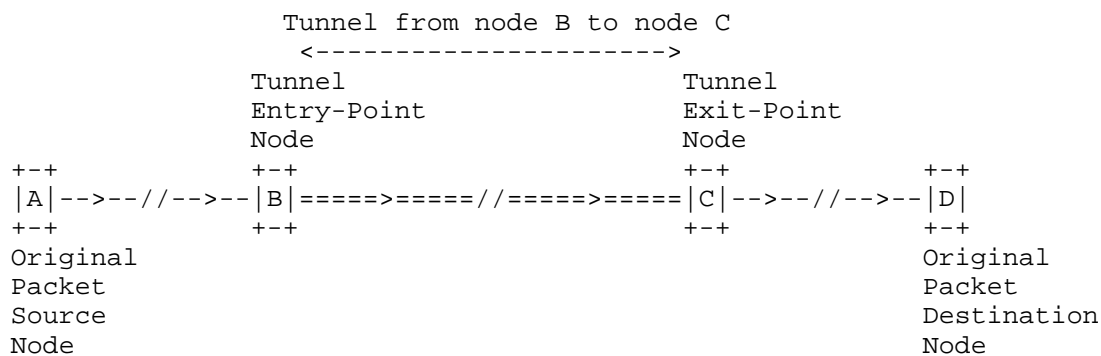 Tunnel from node B to node C
                       <---------------------->
                    Tunnel                     Tunnel
                    Entry-Point                Exit-Point
                    Node                       Node
+-+                 +-+                        +-+               +-+
|A|-->--//-->--|B|=====>=====//=====>=====|C|-->--//-->--|D|
+-+                 +-+                        +-+               +-+
Original                                                         Original
Packet                                                           Packet
Source                                                           Destination
Node                                                             Node